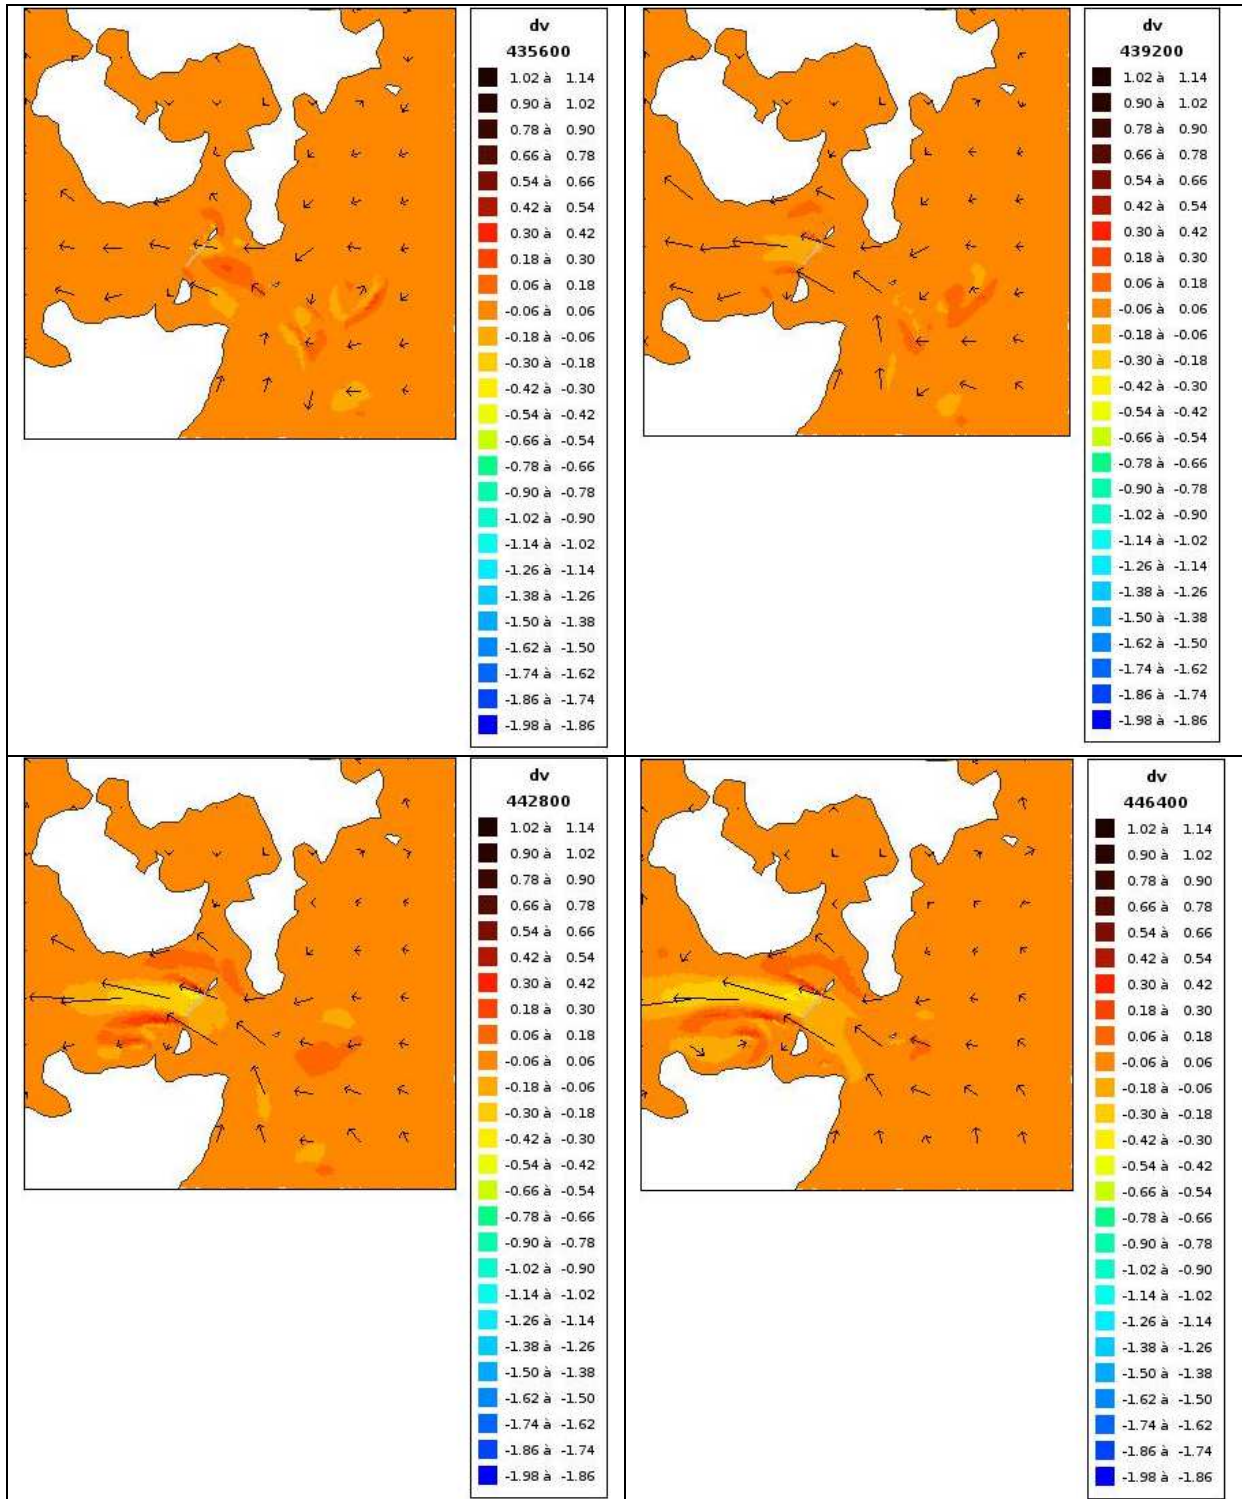 dv
435600
1.02 à 1.14
0.90 à 1.02
0.78 à 0.90
0.66 à 0.78
0.54 à 0.66
0.42 à 0.54
0.30 à 0.42
0.18 à 0.30
0.06 à 0.18
-0.06 à 0.06
-0.18 à -0.06
-0.30 à -0.18
-0.42 à -0.30
-0.54 à -0.42
-0.66 à -0.54
-0.78 à -0.66
-0.90 à -0.78
-1.02 à -0.90
-1.14 à -1.02
-1.26 à -1.14
-1.38 à -1.26
-1.50 à -1.38
-1.62 à -1.50
-1.74 à -1.62
-1.86 à -1.74
-1.98 à -1.86
dv
439200
1.02 à 1.14
0.90 à 1.02
0.78 à 0.90
0.66 à 0.78
0.54 à 0.66
0.42 à 0.54
0.30 à 0.42
0.18 à 0.30
0.06 à 0.18
-0.06 à 0.06
-0.18 à -0.06
-0.30 à -0.18
-0.42 à -0.30
-0.54 à -0.42
-0.66 à -0.54
-0.78 à -0.66
-0.90 à -0.78
-1.02 à -0.90
-1.14 à -1.02
-1.26 à -1.14
-1.38 à -1.26
-1.50 à -1.38
-1.62 à -1.50
-1.74 à -1.62
-1.86 à -1.74
-1.98 à -1.86
dv
442800
1.02 à 1.14
0.90 à 1.02
0.78 à 0.90
0.66 à 0.78
0.54 à 0.66
0.42 à 0.54
0.30 à 0.42
0.18 à 0.30
0.06 à 0.18
-0.06 à 0.06
-0.18 à -0.06
-0.30 à -0.18
-0.42 à -0.30
-0.54 à -0.42
-0.66 à -0.54
-0.78 à -0.66
-0.90 à -0.78
-1.02 à -0.90
-1.14 à -1.02
-1.26 à -1.14
-1.38 à -1.26
-1.50 à -1.38
-1.62 à -1.50
-1.74 à -1.62
-1.86 à -1.74
-1.98 à -1.86
dv
446400
1.02 à 1.14
0.90 à 1.02
0.78 à 0.90
0.66 à 0.78
0.54 à 0.66
0.42 à 0.54
0.30 à 0.42
0.18 à 0.30
0.06 à 0.18
-0.06 à 0.06
-0.18 à -0.06
-0.30 à -0.18
-0.42 à -0.30
-0.54 à -0.42
-0.66 à -0.54
-0.78 à -0.66
-0.90 à -0.78
-1.02 à -0.90
-1.14 à -1.02
-1.26 à -1.14
-1.38 à -1.26
-1.50 à -1.38
-1.62 à -1.50
-1.74 à -1.62
-1.86 à -1.74
-1.98 à -1.86